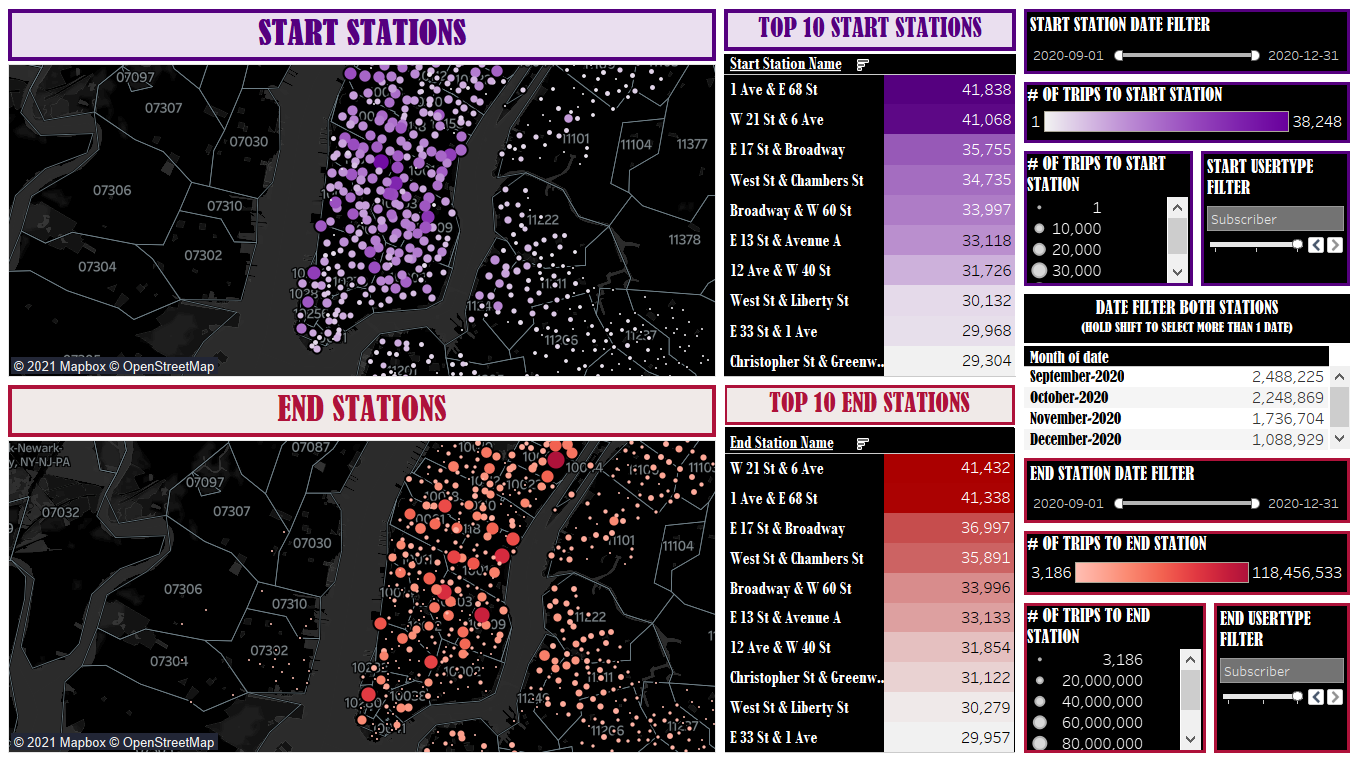 START STATIONS
07097
07307
07030
07306
07310
07302
07304
11101
11104
11377
11222
11378
11206
11237
© 2021 Mapbox © OpenStreetMap
TOP 10 START STATIONS
Start Station Name
1 Ave & E 68 St 41,838
W 21 St & 6 Ave 41,068
E 17 St & Broadway 35,755
West St & Chambers St 34,735
Broadway & W 60 St 33,997
E 13 St & Avenue A 33,118
12 Ave & W 40 St 31,726
West St & Liberty St 30,132
E 33 St & 1 Ave 29,968
Christopher St & Greenw.. 29,304
START STATION DATE FILTER
2020-09-01 2020-12-31
# OF TRIPS TO START STATION
1 38,248
# OF TRIPS TO START
STATION
1
10,000
20,000
30,000
START USERTYPE
FILTER
Subscriber
DATE FILTER BOTH STATIONS
(HOLD SHIFT TO SELECT MORE THAN 1 DATE)
Month of date
September-2020 2,488,225
October-2020 2,248,869
November-2020 1,736,704
December-2020 1,088,929
END STATIONS
k-Newark-
y, NY-NJ-PA
07087
07097
07032
07307
07030
07306
07310
07302
07304
11101
11104
11222
11206
11237
© 2021 Mapbox © OpenStreetMap
TOP 10 END STATIONS
End Station Name
W 21 St & 6 Ave 41,432
1 Ave & E 68 St 41,338
E 17 St & Broadway 36,997
West St & Chambers St 35,891
Broadway & W 60 St 33,996
E 13 St & Avenue A 33,133
12 Ave & W 40 St 31,854
Christopher St & Greenw.. 31,122
West St & Liberty St 30,279
E 33 St & 1 Ave 29,957
END STATION DATE FILTER
2020-09-01 2020-12-31
# OF TRIPS TO END STATION
3,186 118,456,533
# OF TRIPS TO END
STATION
3,186
20,000,000
40,000,000
60,000,000
80,000,000
END USERTYPE
FILTER
Subscriber